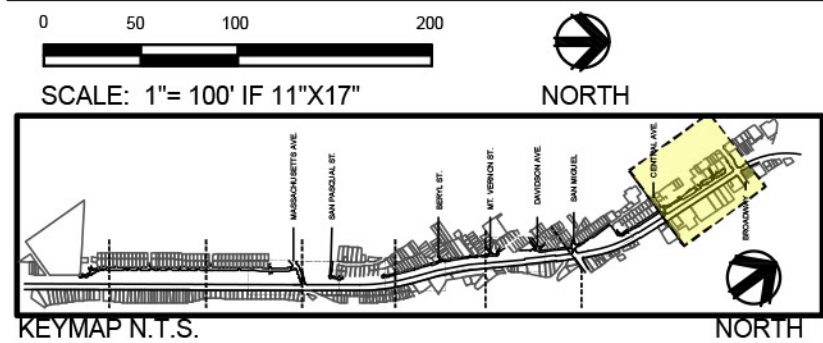 0 50 100 200
SCALE: 1"= 100' IF 11"X17"
NORTH
MASSACHUSETTS AVE.
SAN PASQUAL ST.
BERYL ST.
MT. VERNON ST.
DAVIDSON AVE.
SAN MIGUEL
CENTRAL AVE.
BROADWAY
KEYMAP N.T.S.
NORTH